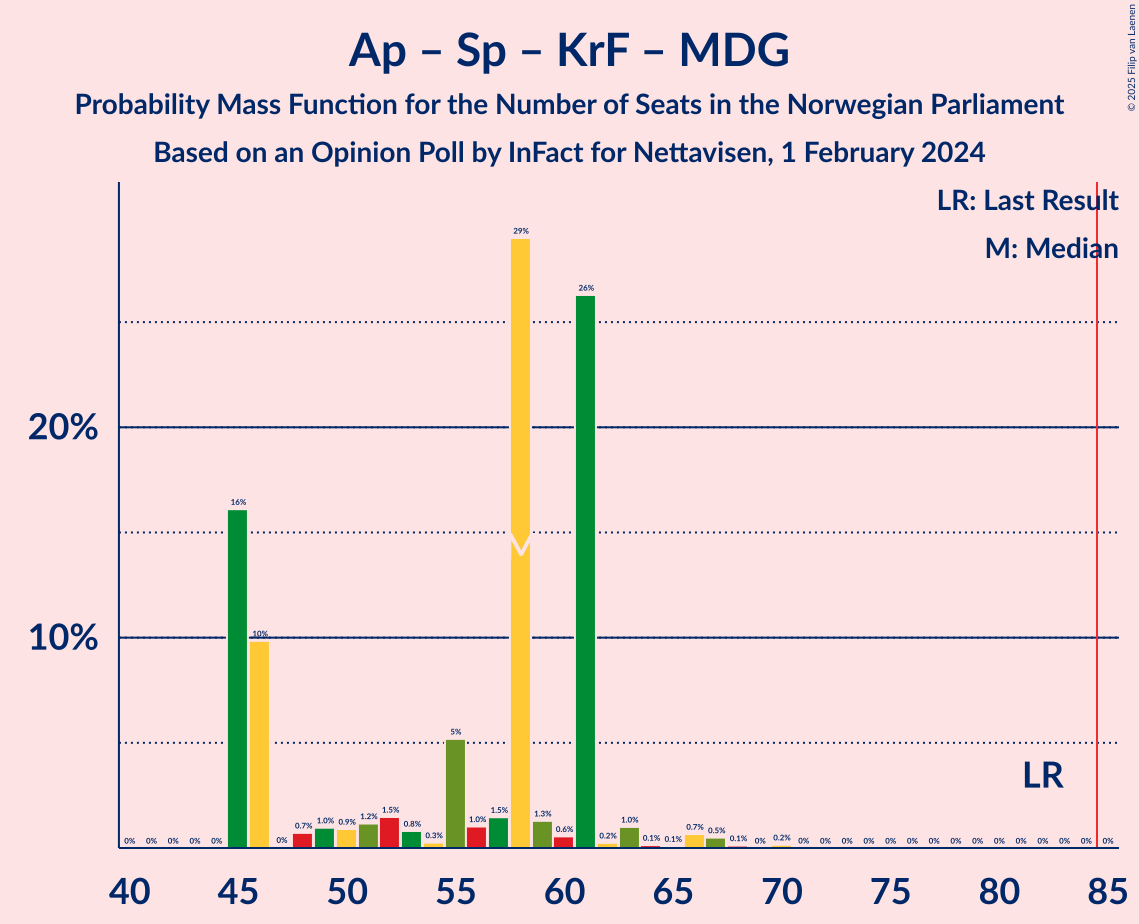 Ap – Sp – KrF – MDG
Probability Mass Function for the Number of Seats in the Norwegian Parliament
Based on an Opinion Poll by InFact for Nettavisen, 1 February 2024
© 2025 Filip van Laenen
LR: Last Result
M: Median
20%
10%
0% 0% 0% 0% 0% 16% 10% 0% 0.7% 1.0% 0.9% 1.2% 1.5% 0.8% 0.3% 5% 1.0% 1.5% 29% 1.3% 0.6% 26% 0.2% 1.0% 0.1% 0.1% 0.7% 0.5% 0.1% 0% 0.2% 0% 0% 0% 0% 0% 0% 0% 0% 0% 0% 0% 0% 0% 0% 0%
LR
40 45 50 55 60 65 70 75 80 85